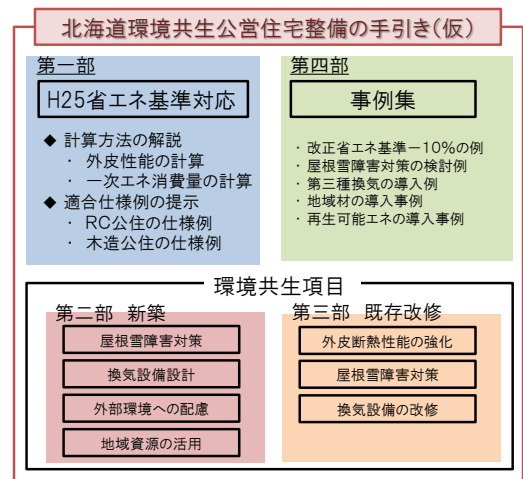 北海道環境共生公営住宅整備の手引き(仮)
第一部
H25省エネ基準対応
◆ 計算方法の解説
・ 外皮性能の計算
・ 一次エネ消費量の計算
◆ 適合仕様例の提示
・ RC公住の仕様例
・ 木造公住の仕様例
第四部
事例集
・改正省エネ基準－10%の例
・屋根雪障害対策の検討例
・第三種換気の導入例
・地域材の導入事例
・再生可能エネの導入事例
環境共生項目
第二部 新築
屋根雪障害対策
換気設備設計
外部環境への配慮
地域資源の活用
第三部 既存改修
外皮断熱性能の強化
屋根雪障害対策
換気設備の改修